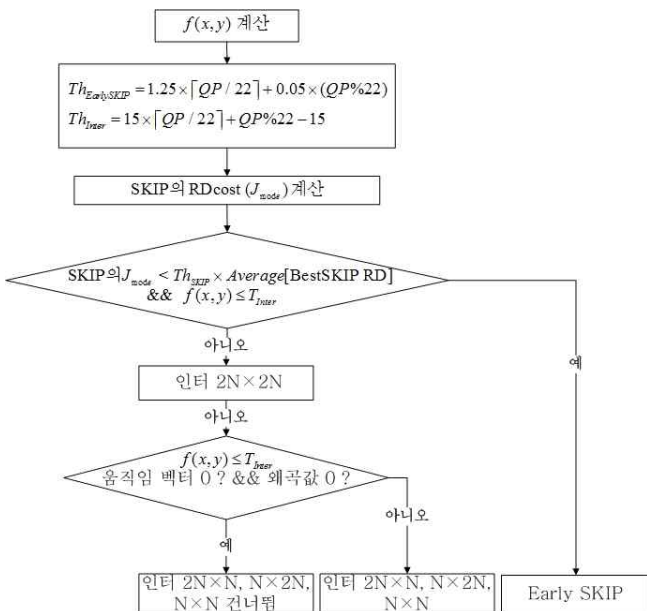 f(x,y) 계산
Th_EarlySKIP = 1.25×⌈QP / 22⌉ + 0.05×(QP%22)
Th_Inter = 15×⌈QP / 22⌉ + QP%22 − 15
SKIP의 RDcost (J_mode) 계산
SKIP의 J_mode < Th_SKIP × Average[BestSKIP RD]
&& f(x,y) ≤ T_Inter
아니오
예
인터 2N×2N
아니오
f(x,y) ≤ T_Inter
움직임 벡터 0? && 왜곡값 0?
아니오
예
인터 2N×N, N×2N,
N×N 건너뜀
인터 2N×N, N×2N,
N×N
Early SKIP